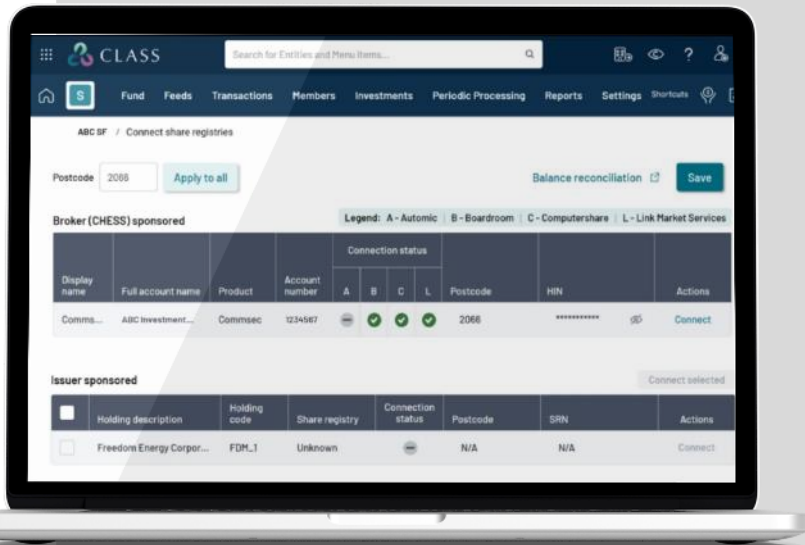 CLASS
Search for Entities and Menu Items...
?
S Fund Feeds Transactions Members Investments Periodic Processing Reports Settings Shortcuts
ABC SF / Connect share registries
Postcode 2066 Apply to all Balance reconciliation Save
Broker (CHESS) sponsored Legend: A - Automic | B - Boardroom | C - Computershare | L - Link Market Services
Connection status
Display name Full account name Product Account number A B C L Postcode HIN Actions
Comms... ABC Investment... Commsec 1234567 2066 *********** Connect
Issuer sponsored Connect selected
Holding description Holding code Share registry Connection status Postcode SRN Actions
Freedom Energy Corpor... FDM_1 Unknown N/A N/A Connect